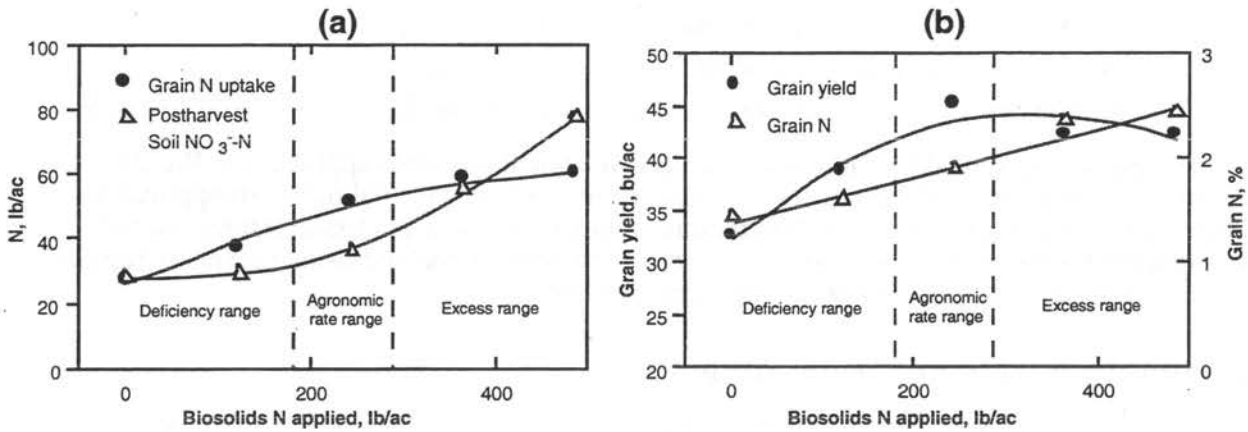 (a)
100
80
60
40
20
0
N, lb/ac
Grain N uptake
Postharvest
Soil NO₃⁻-N
Deficiency range
Agronomic
rate range
Excess range
0
200
400
Biosolids N applied, lb/ac
(b)
50
45
40
35
30
25
20
Grain yield, bu/ac
Grain yield
Grain N
Deficiency range
Agronomic
rate range
Excess range
3
2
1
0
Grain N, %
0
200
400
Biosolids N applied, lb/ac